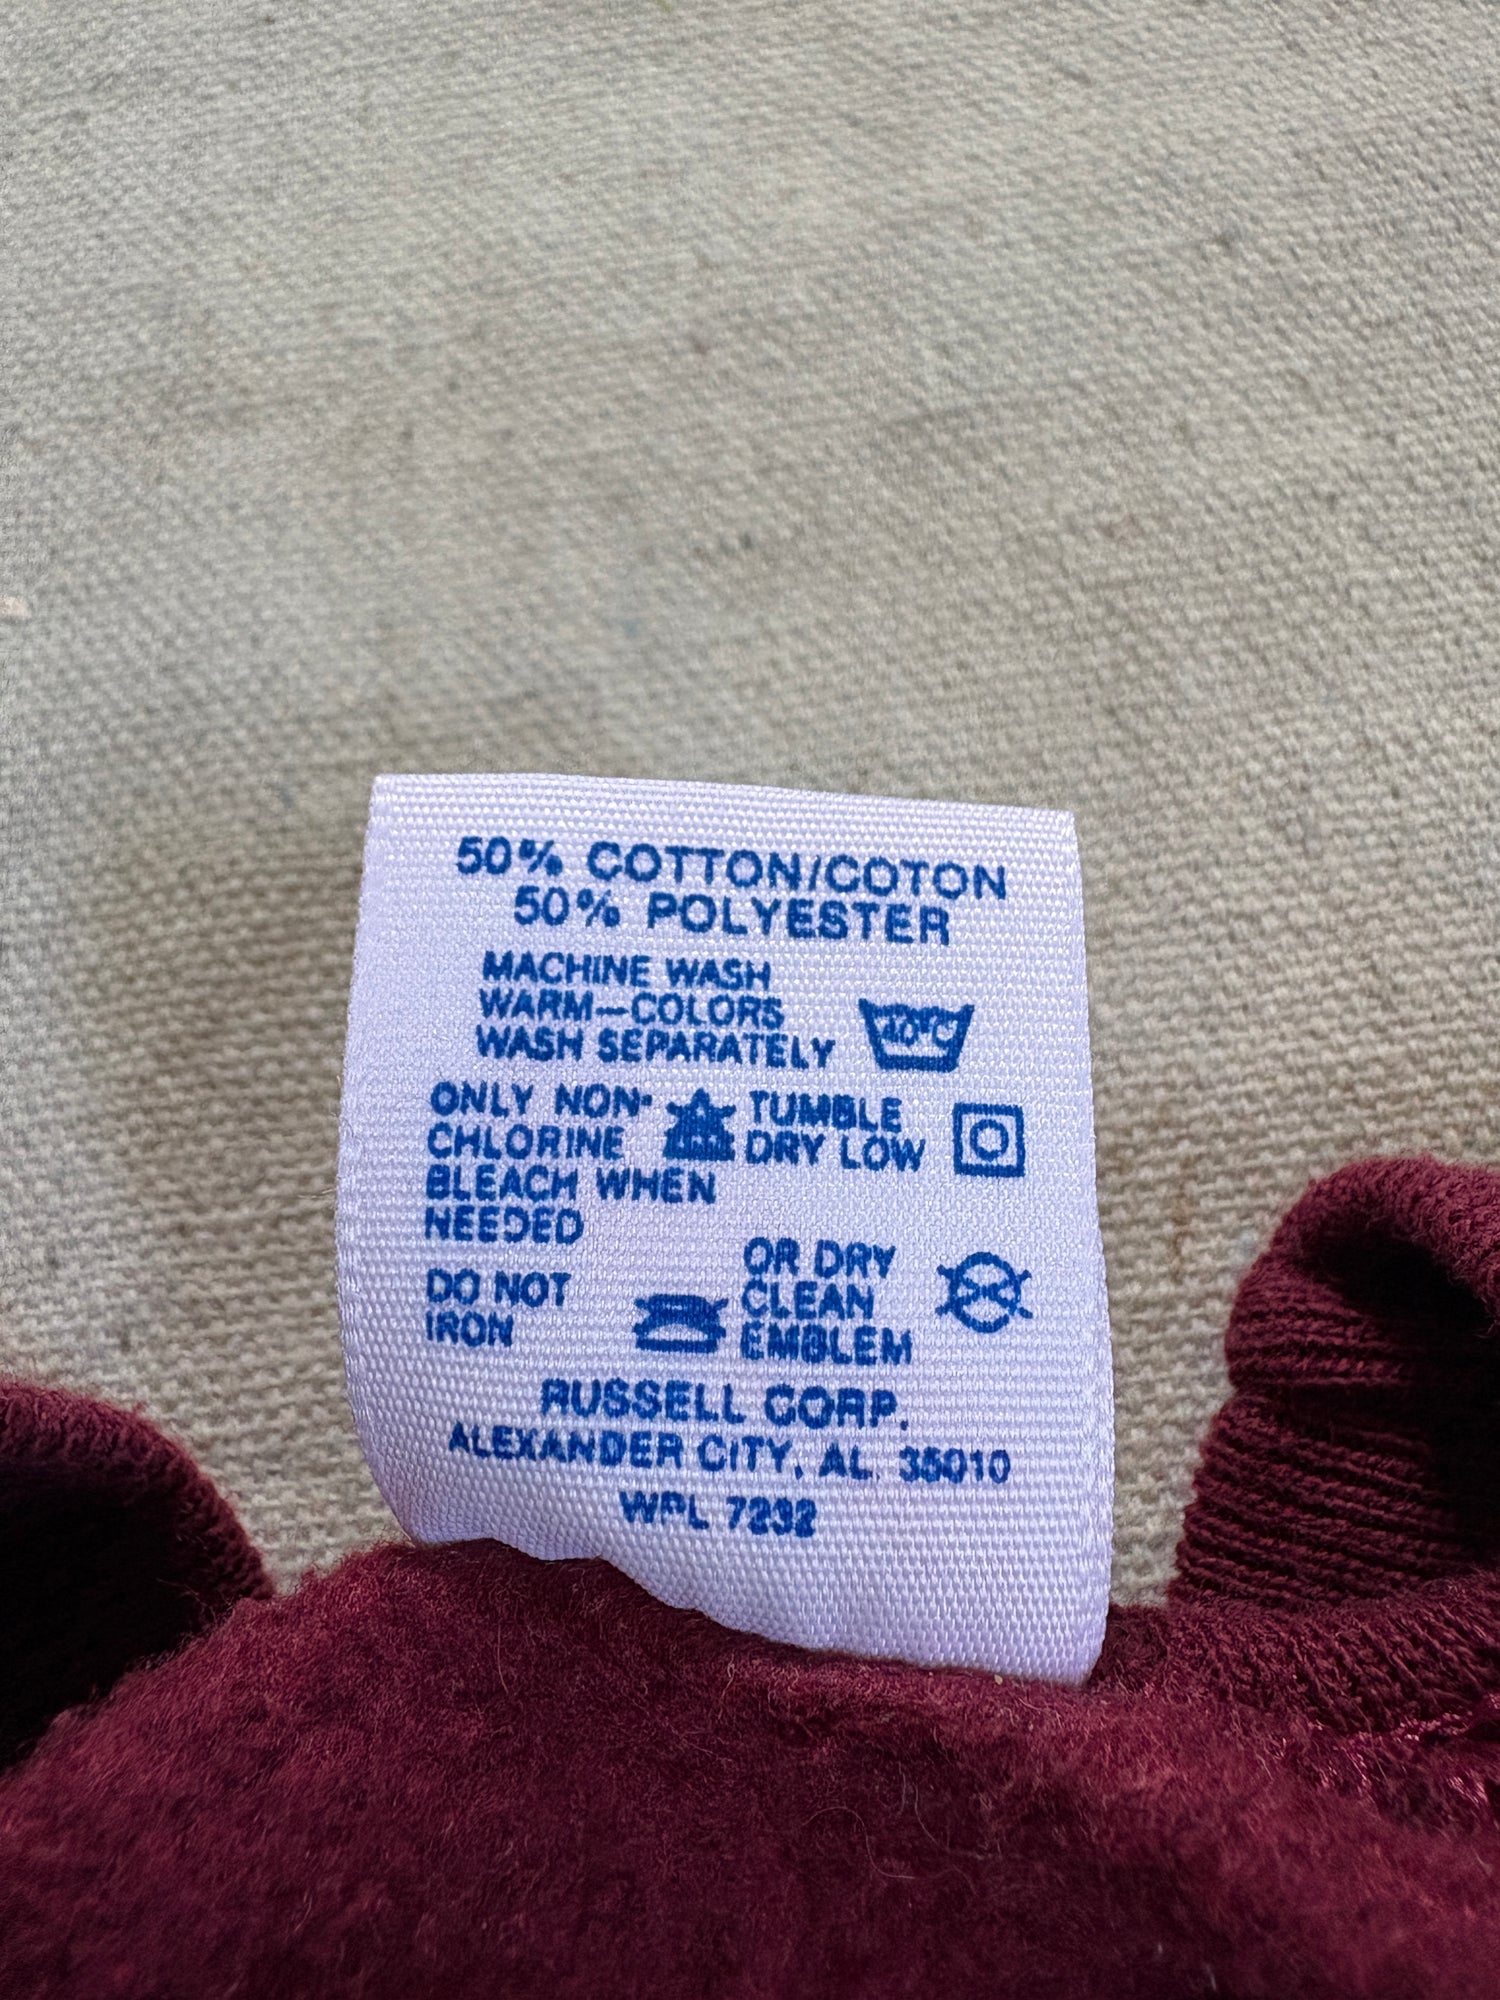 50% COTTON/COTON
50% POLYESTER
MACHINE WASH
WARM—COLORS
WASH SEPARATELY
40°C
ONLY NON-
CHLORINE
BLEACH WHEN
NEEDED
TUMBLE
DRY LOW
DO NOT
IRON
OR DRY
CLEAN
EMBLEM
RUSSELL CORP.
ALEXANDER CITY, AL. 35010
WPL 7232